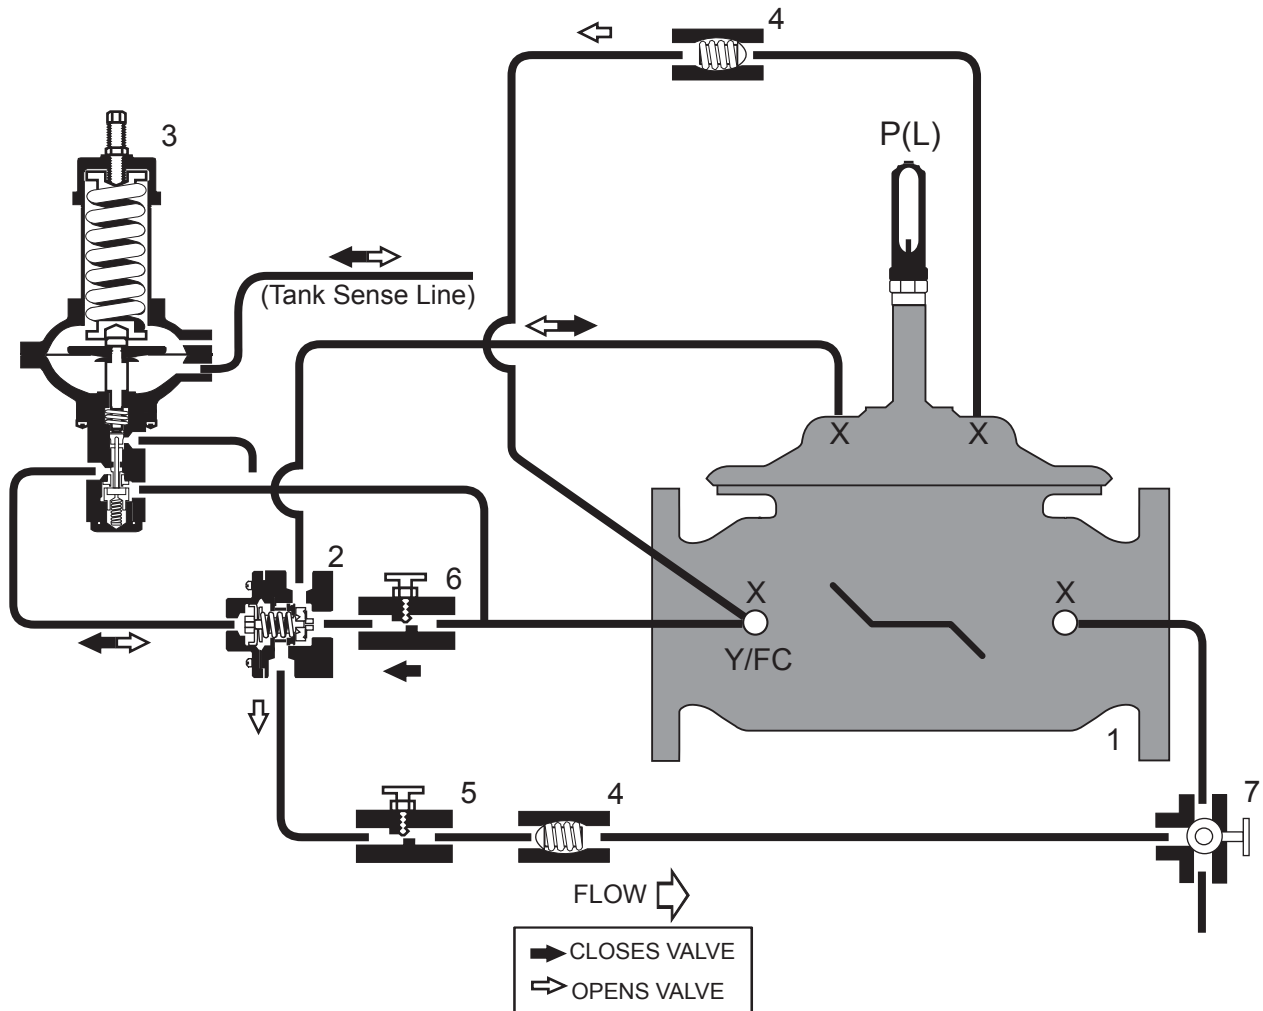 4
P(L)
3
(Tank Sense Line)
X
X
2
6
X
X
Y/FC
1
5
4
7
FLOW
CLOSES VALVE
OPENS VALVE